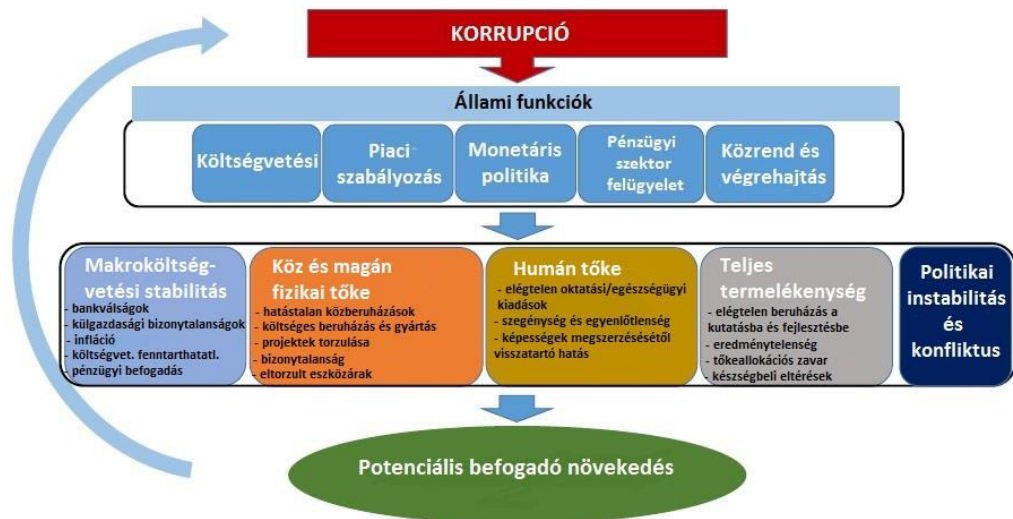 KORRUPCIÓ
Állami funkciók
Költségvetési
Piaci
szabályozás
Monetáris
politika
Pénzügyi
szektor
felügyelet
Közrend és
végrehajtás
Makroköltség-
vetési stabilitás
- bankválságok
- külgazdasági bizonytalanságok
- infláció
- költségvet. fenntarthatatl.
- pénzügyi befogadás
Köz és magán
fizikai tőke
- hatástalan közberuházások
- költséges beruházás és gyártás
- projektek torzulása
- bizonytalanság
- eltorzult eszközárak
Humán tőke
- elégtelen oktatási/egészségügyi
kiadások
- szegénység és egyenlőtlenség
- képességek megszerzésésétől
visszatartó hatás
Teljes
termelékenység
- elégtelen beruházás a
kutatásba és fejlesztésbe
- eredménytelenség
- tőkeallokációs zavar
- készségbeli eltérések
Politikai
instabilitás
és
konfliktus
Potenciális befogadó növekedés